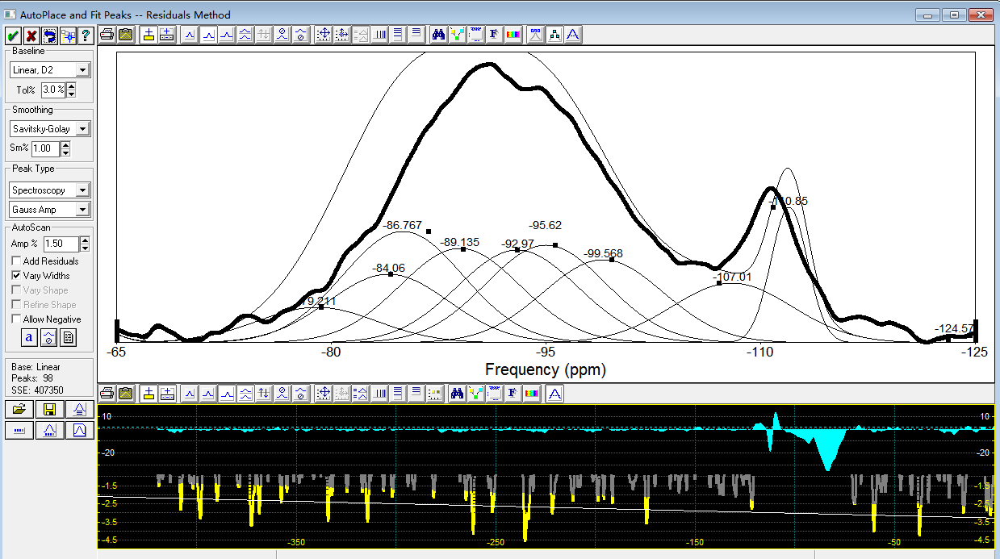 AutoPlace and Fit Peaks -- Residuals Method
Baseline
Linear, D2
Tol% 3.0 %
Smoothing
Savitsky-Golay
Sm% 1.00
Peak Type
Spectroscopy
Gauss Amp
AutoScan
Amp % 1.50
Add Residuals
Vary Widths
Vary Shape
Refine Shape
Allow Negative
a
Base: Linear
Peaks: 98
SSE: 407350
-110.85
-86.767
-95.62
-89.135
-92.97
-99.568
-84.06
-107.01
79.211
-124.57
-65 -80 -95 -110 -125
Frequency (ppm)
10 10
-20 -20
-1.5 -1.5
-2.5 -2.5
-3.5 -3.5
-4.5 -4.5
-350 -250 -150 -50